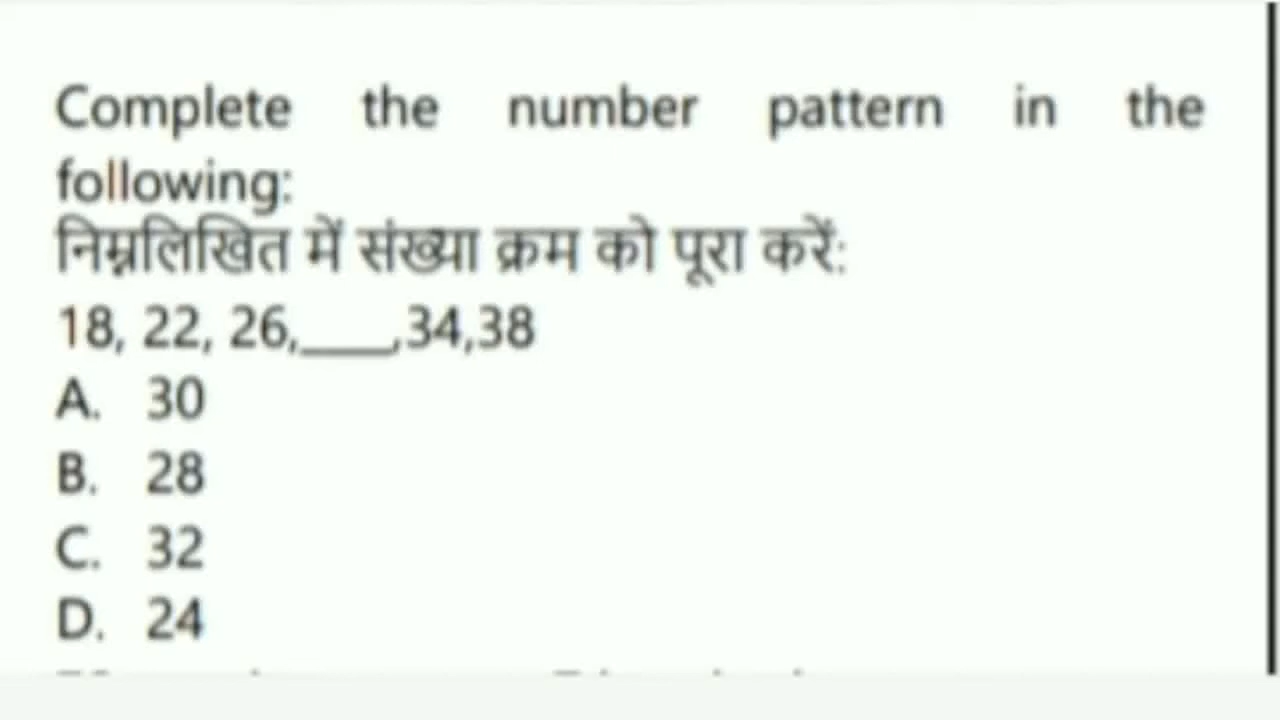 Complete the number pattern in the
following:
निम्नलिखित में संख्या क्रम को पूरा करें:
18, 22, 26,____,34,38
A. 30
B. 28
C. 32
D. 24